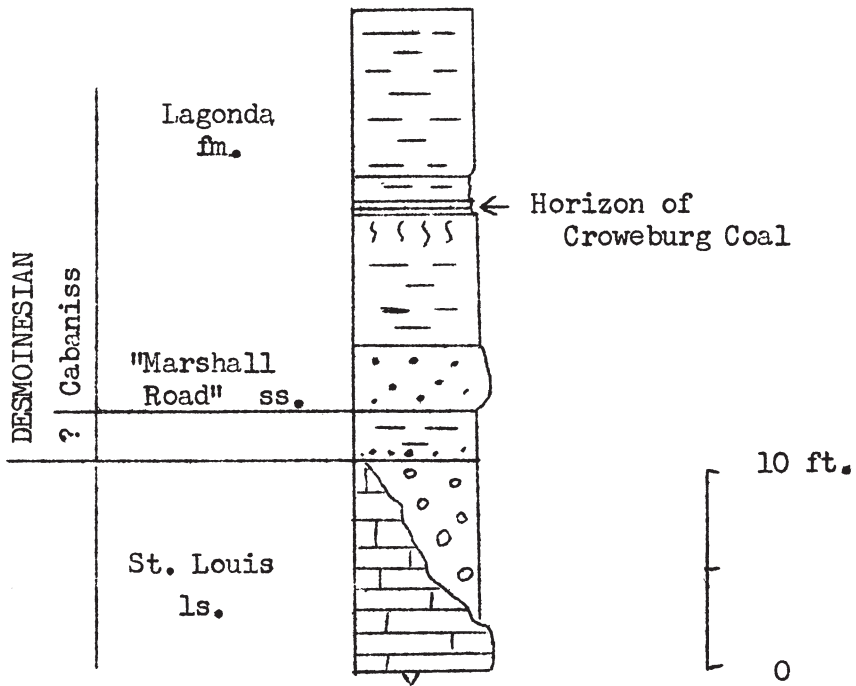 Lagonda
fm.
Horizon of
Croweburg Coal
DESMOINESIAN
? Cabaniss
"Marshall
Road" ss.
10 ft.
St. Louis
ls.
0